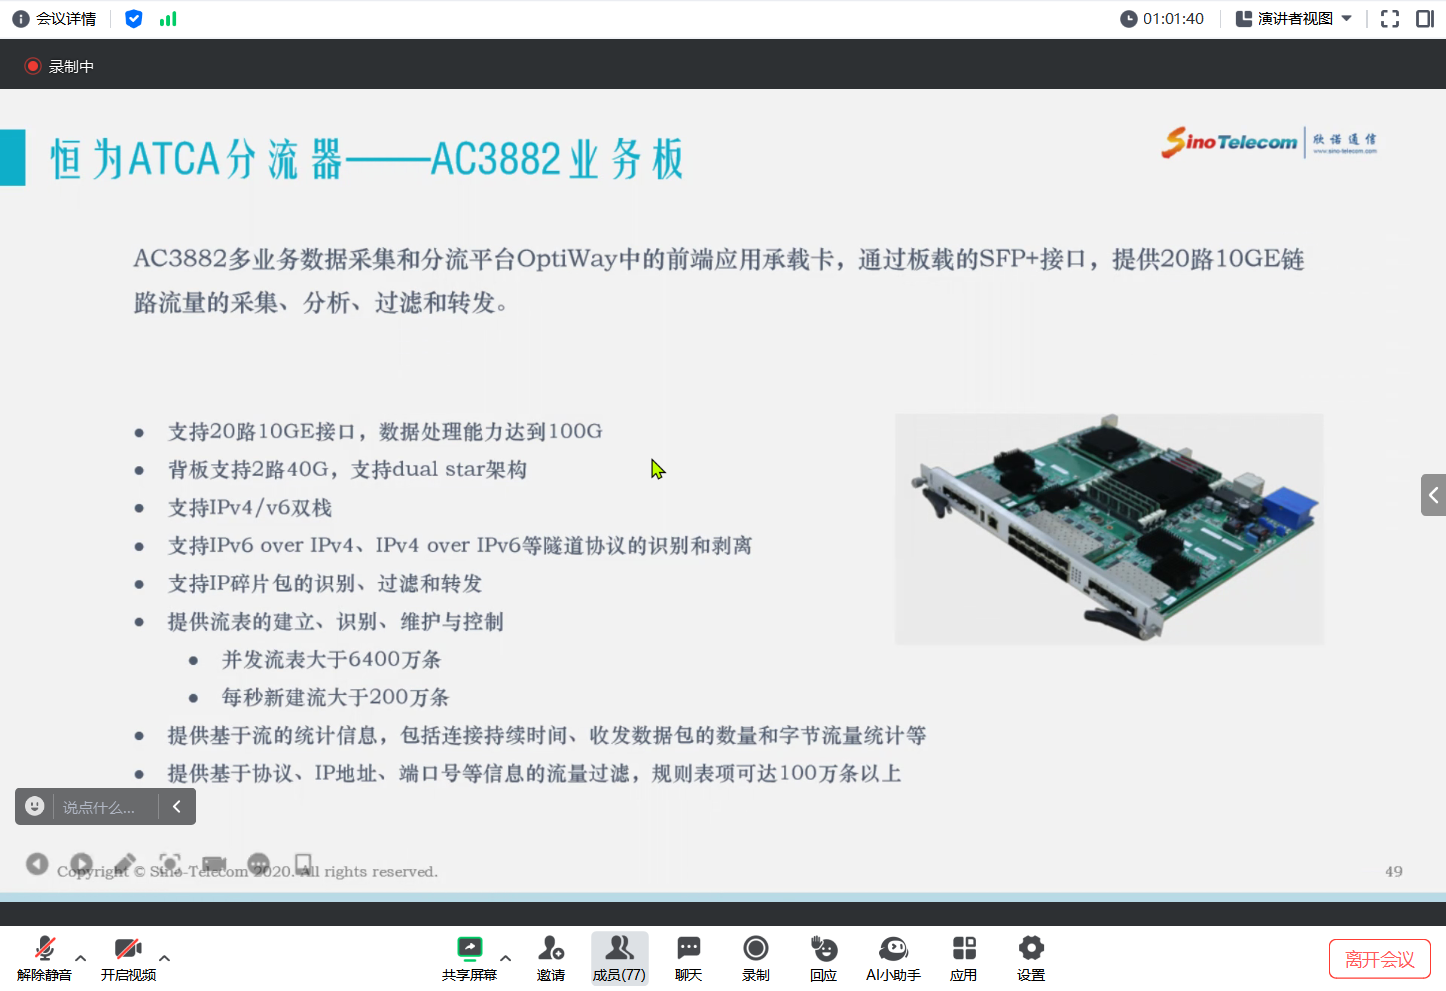 会议详情
01:01:40
演讲者视图
录制中
恒为ATCA分流器——AC3882业务板
SinoTelecom 欣诺通信
www.sino-telecom.com
AC3882多业务数据采集和分流平台OptiWay中的前端应用承载卡，通过板载的SFP+接口，提供20路10GE链
路流量的采集、分析、过滤和转发。
● 支持20路10GE接口，数据处理能力达到100G
● 背板支持2路40G，支持dual star架构
● 支持IPv4/v6双栈
● 支持IPv6 over IPv4、IPv4 over IPv6等隧道协议的识别和剥离
● 支持IP碎片包的识别、过滤和转发
● 提供流表的建立、识别、维护与控制
● 并发流表大于6400万条
● 每秒新建流大于200万条
● 提供基于流的统计信息，包括连接持续时间、收发数据包的数量和字节流量统计等
● 提供基于协议、IP地址、端口号等信息的流量过滤，规则表项可达100万条以上
说点什么...
Copyright © Sino-Telecom 2020. All rights reserved.
49
解除静音
开启视频
共享屏幕
邀请
成员(77)
聊天
录制
回应
AI小助手
应用
设置
离开会议